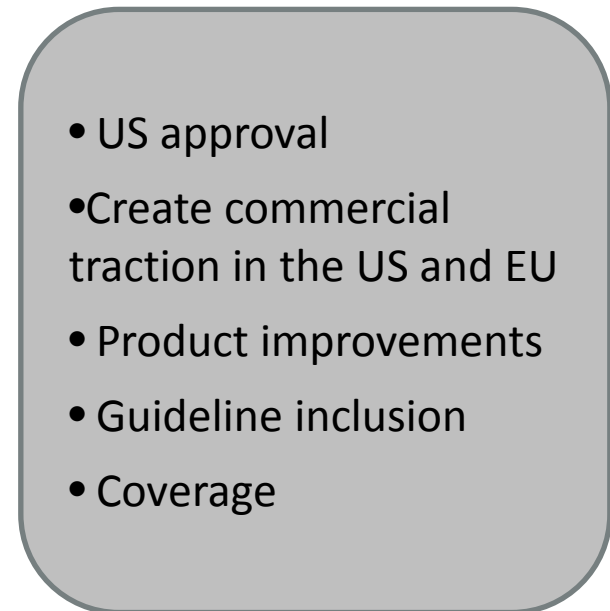 • US approval
•Create commercial
traction in the US and EU
• Product improvements
• Guideline inclusion
• Coverage